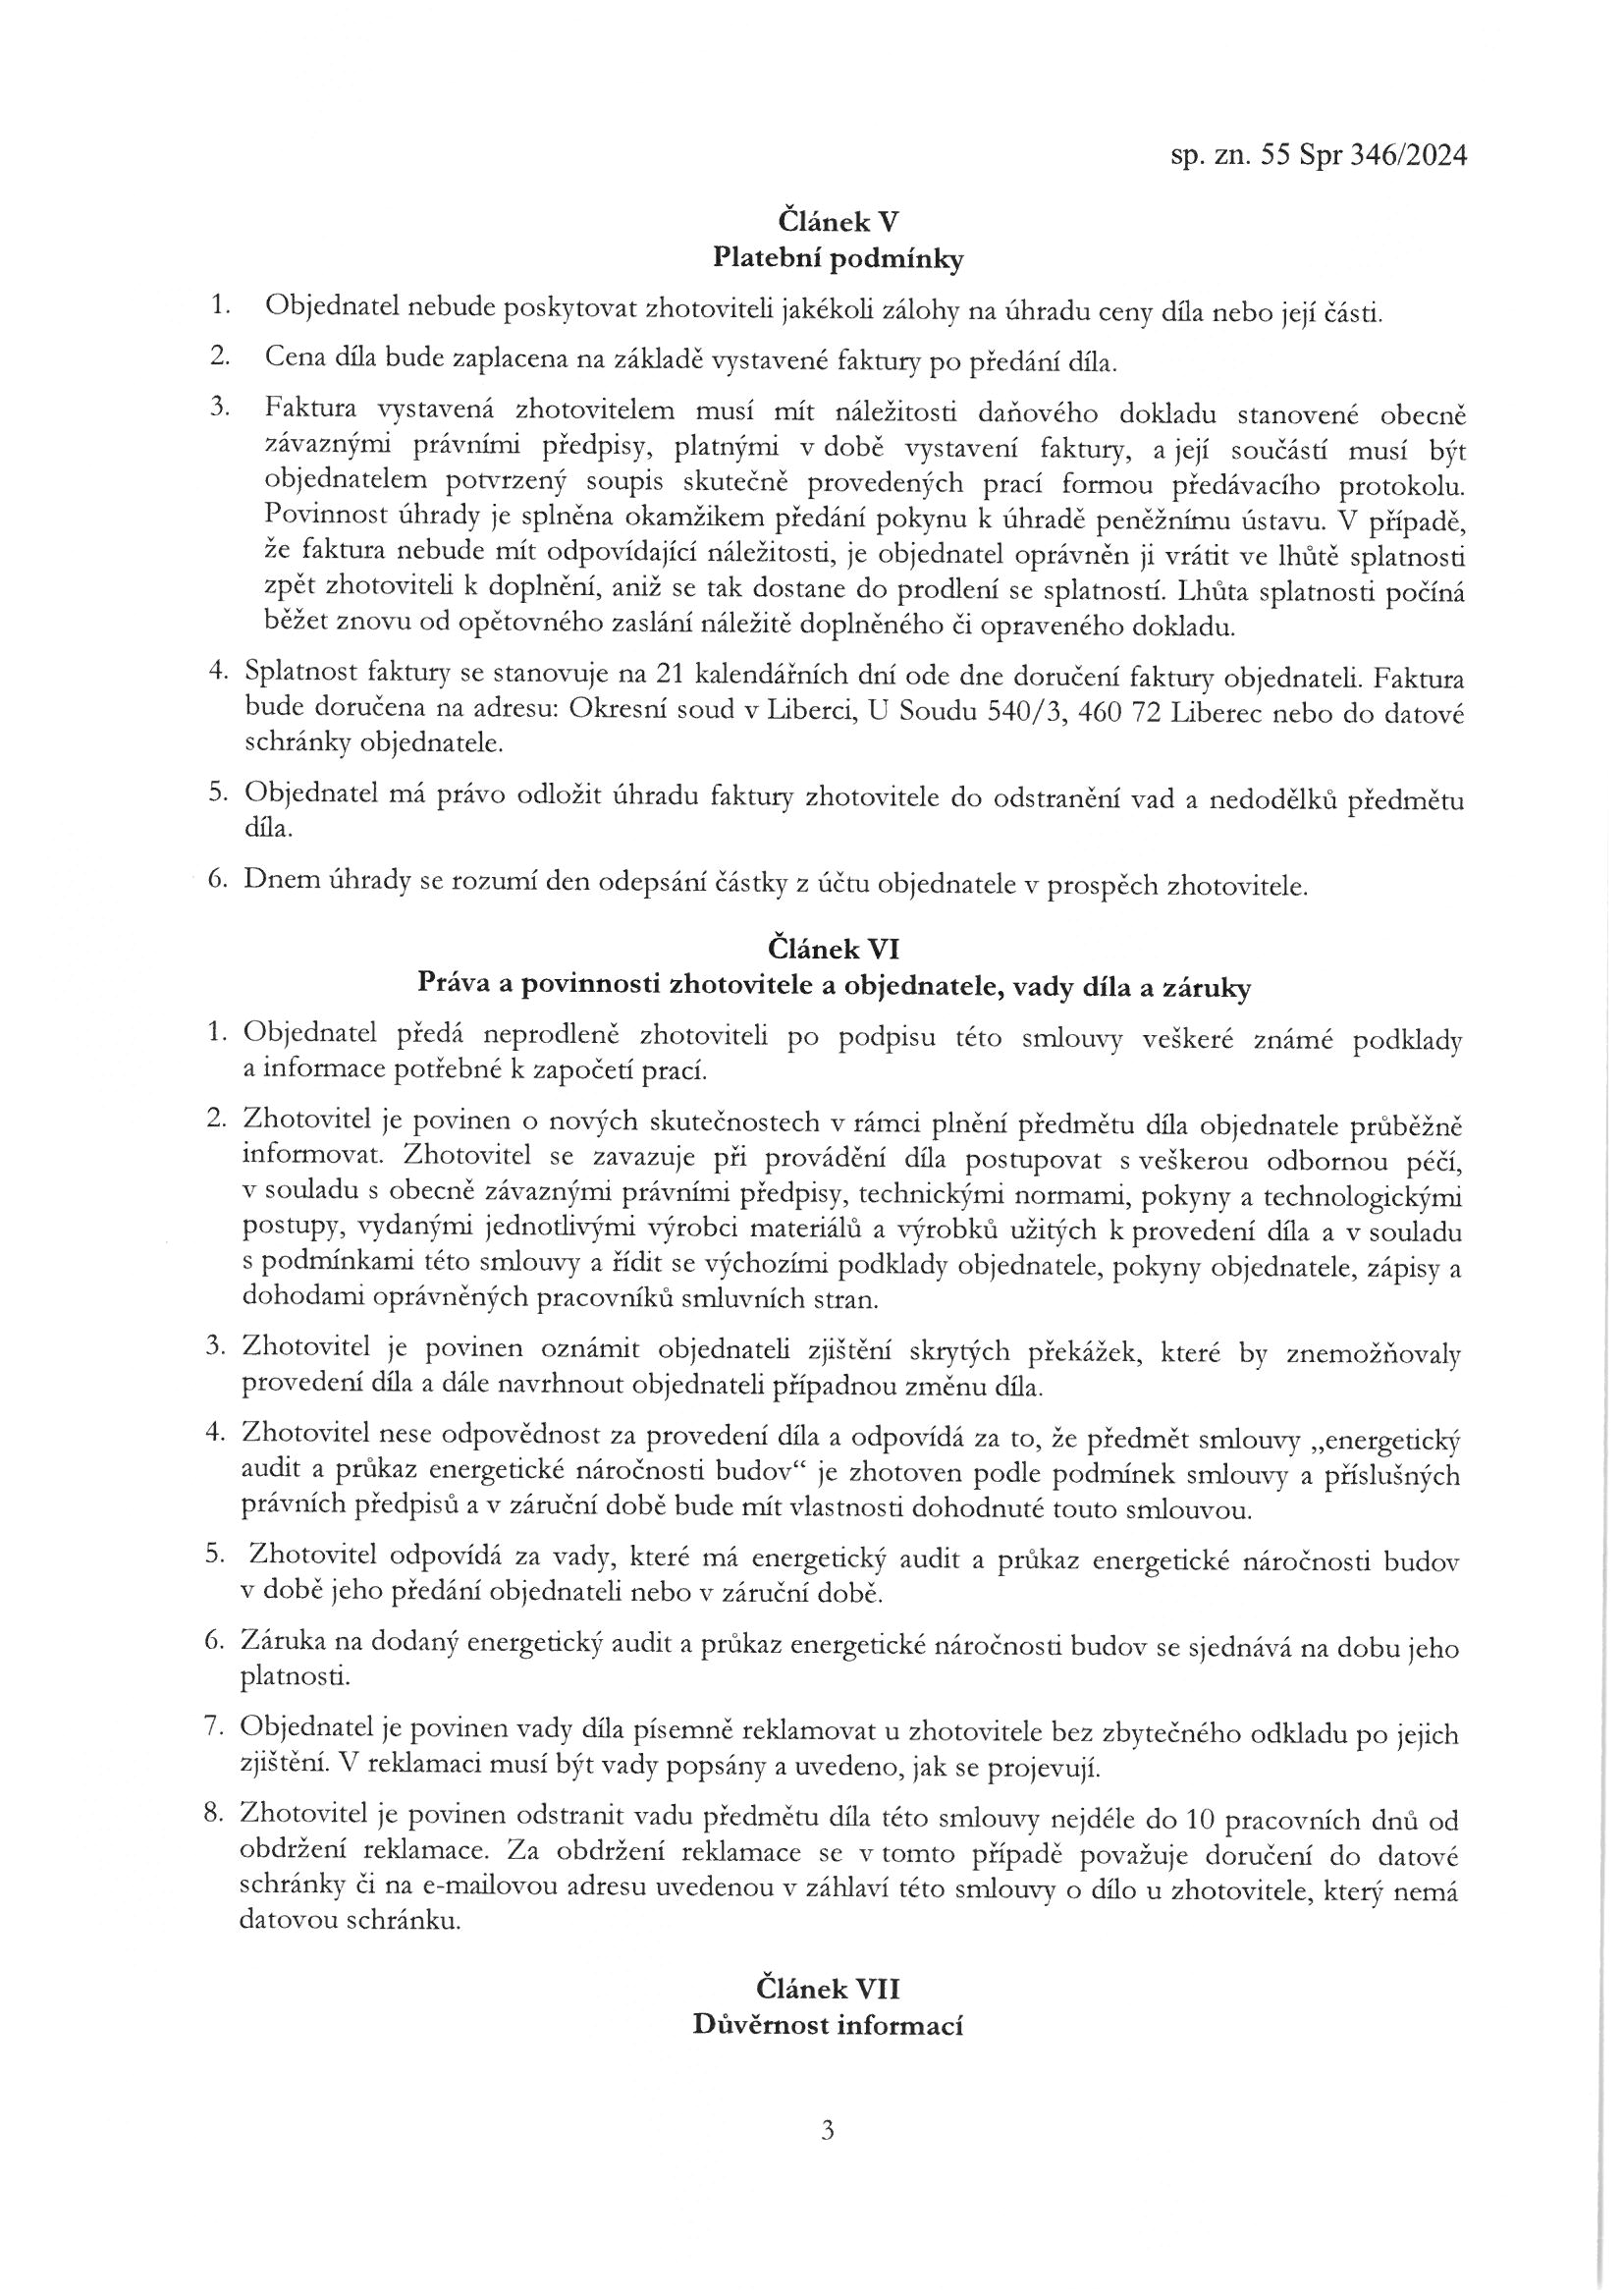 sp. zn. 55 Spr 346/2024
Článek V
Platební podmínky
1. Objednatel nebude poskytovat zhotoviteli jakékoli zálohy na úhradu ceny díla nebo její části.
2. Cena díla bude zaplacena na základě vystavené faktury po předání díla.
3. Faktura vystavená zhotovitelem musí mít náležitosti daňového dokladu stanovené obecně
závaznými právními předpisy, platnými v době vystavení faktury, a její součástí musí být
objednatelem potvrzený soupis skutečně provedených prací formou předávacího protokolu.
Povinnost úhrady je splněna okamžikem předání pokynu k úhradě peněžnímu ústavu. V případě,
že faktura nebude mít odpovídající náležitosti, je objednatel oprávněn ji vrátit ve lhůtě splatnosti
zpět zhotoviteli k doplnění, aniž se tak dostane do prodlení se splatností. Lhůta splatnosti počíná
běžet znovu od opětovného zaslání náležitě doplněného či opraveného dokladu.
4. Splatnost faktury se stanovuje na 21 kalendářních dní ode dne doručení faktury objednateli. Faktura
bude doručena na adresu: Okresní soud v Liberci, U Soudu 540/3, 460 72 Liberec nebo do datové
schránky objednatele.
5. Objednatel má právo odložit úhradu faktury zhotovitele do odstranění vad a nedodělků předmětu
díla.
6. Dnem úhrady se rozumí den odepsání částky z účtu objednatele v prospěch zhotovitele.
Článek VI
Práva a povinnosti zhotovitele a objednatele, vady díla a záruky
1. Objednatel předá neprodleně zhotoviteli po podpisu této smlouvy veškeré známé podklady
a informace potřebné k započetí prací.
2. Zhotovitel je povinen o nových skutečnostech v rámci plnění předmětu díla objednatele průběžně
informovat. Zhotovitel se zavazuje při provádění díla postupovat s veškerou odbornou péčí,
v souladu s obecně závaznými právními předpisy, technickými normami, pokyny a technologickými
postupy, vydanými jednotlivými výrobci materiálů a výrobků užitých k provedení díla a v souladu
s podmínkami této smlouvy a řídit se výchozími podklady objednatele, pokyny objednatele, zápisy a
dohodami oprávněných pracovníků smluvních stran.
3. Zhotovitel je povinen oznámit objednateli zjištění skrytých překážek, které by znemožňovaly
provedení díla a dále navrhnout objednateli případnou změnu díla.
4. Zhotovitel nese odpovědnost za provedení díla a odpovídá za to, že předmět smlouvy „energetický
audit a průkaz energetické náročnosti budov“ je zhotoven podle podmínek smlouvy a příslušných
právních předpisů a v záruční době bude mít vlastnosti dohodnuté touto smlouvou.
5. Zhotovitel odpovídá za vady, které má energetický audit a průkaz energetické náročnosti budov
v době jeho předání objednateli nebo v záruční době.
6. Záruka na dodaný energetický audit a průkaz energetické náročnosti budov se sjednává na dobu jeho
platnosti.
7. Objednatel je povinen vady díla písemně reklamovat u zhotovitele bez zbytečného odkladu po jejich
zjištění. V reklamaci musí být vady popsány a uvedeno, jak se projevují.
8. Zhotovitel je povinen odstranit vadu předmětu díla této smlouvy nejdéle do 10 pracovních dnů od
obdržení reklamace. Za obdržení reklamace se v tomto případě považuje doručení do datové
schránky či na e-mailovou adresu uvedenou v záhlaví této smlouvy o dílo u zhotovitele, který nemá
datovou schránku.
Článek VII
Důvěrnost informací
3